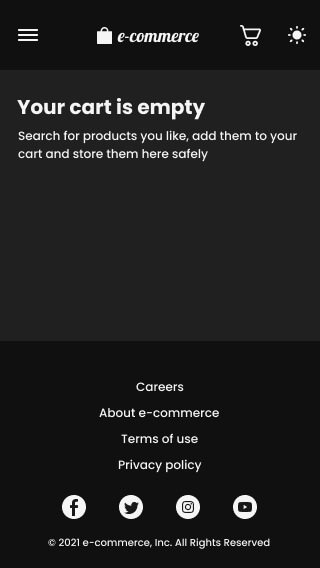 e-commerce
Your cart is empty
Search for products you like, add them to your
cart and store them here safely
Careers
About e-commerce
Terms of use
Privacy policy
© 2021 e-commerce, Inc. All Rights Reserved